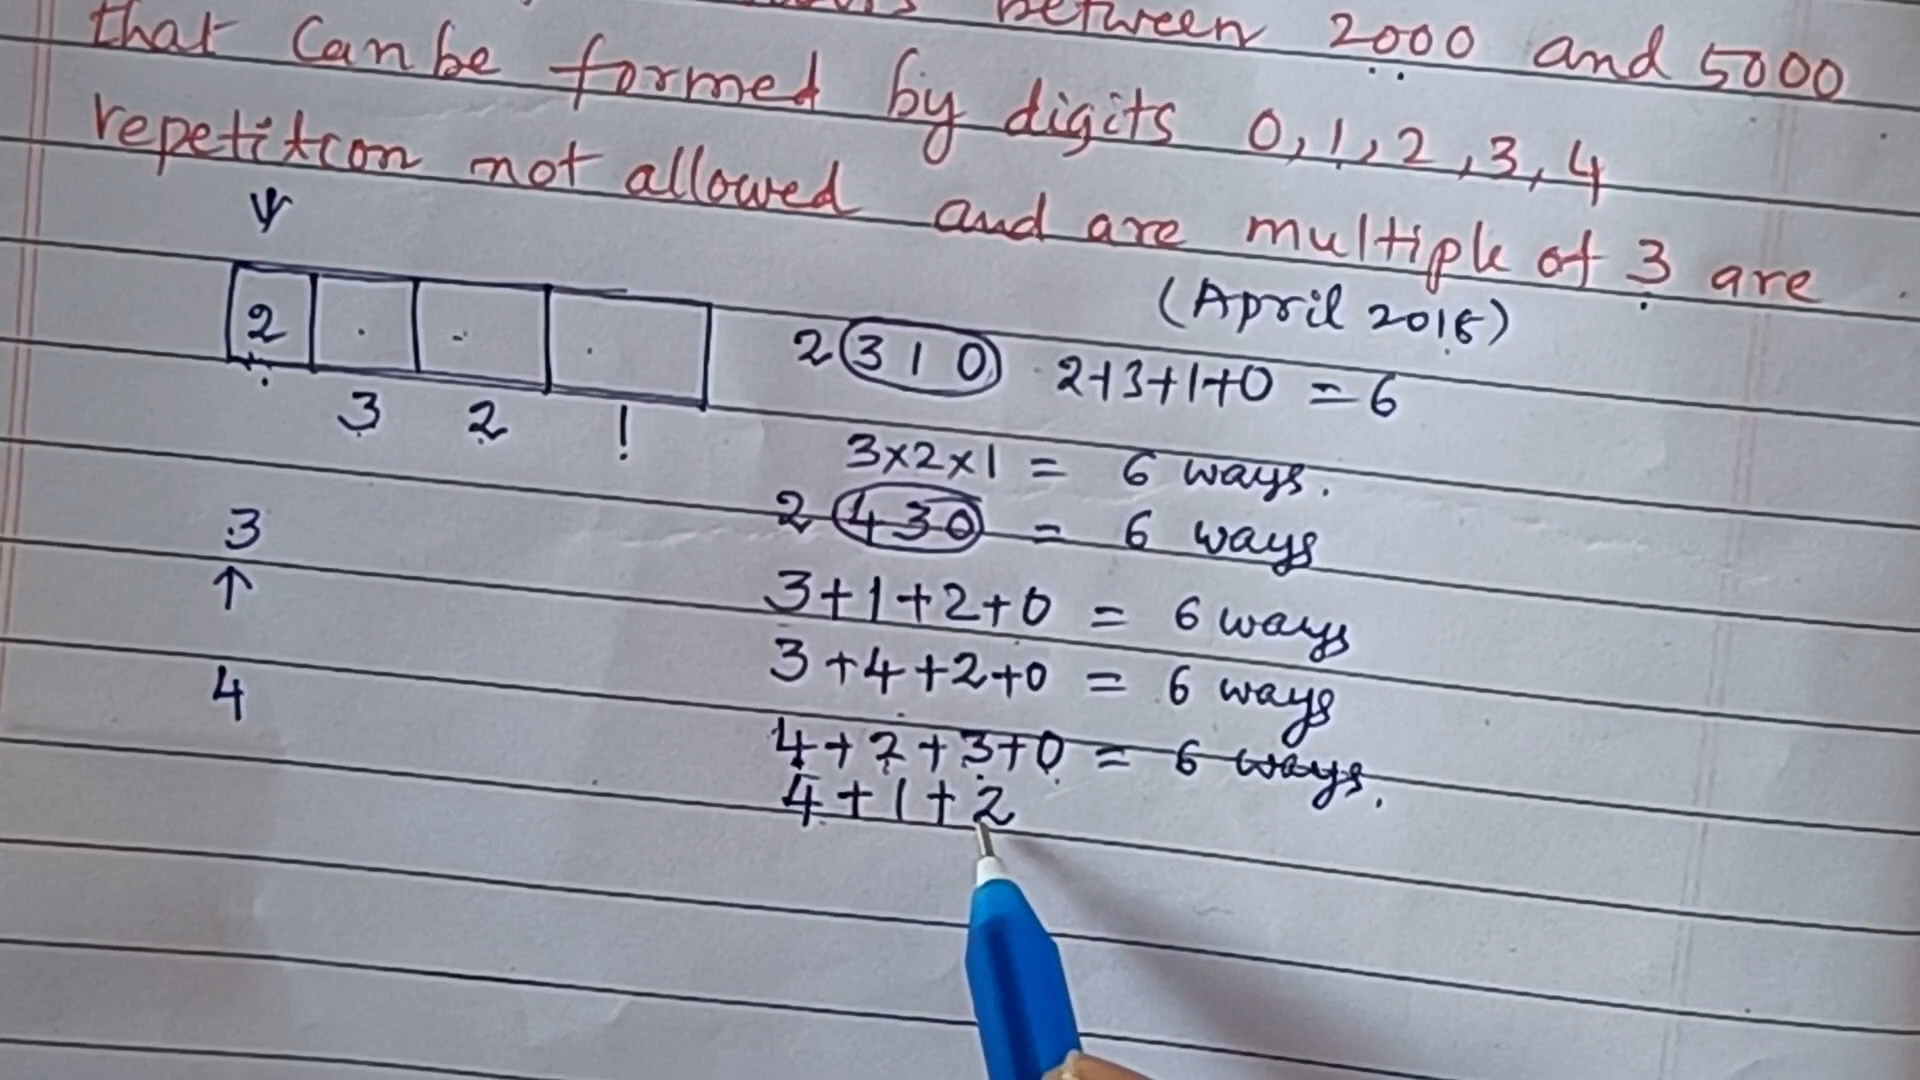 between 2000 and 5000
that can be formed by digits 0,1,2,3,4
repetition not allowed and are multiple of 3 are
(April 2018)
2
2 3 1 0 2+3+1+0 = 6
3 2 1
3×2×1 = 6 ways.
2 4 3 0 = 6 ways
3
3+1+2+0 = 6 ways
3+4+2+0 = 6 ways
4
4+2+3+0 = 6 ways.
4+1+2